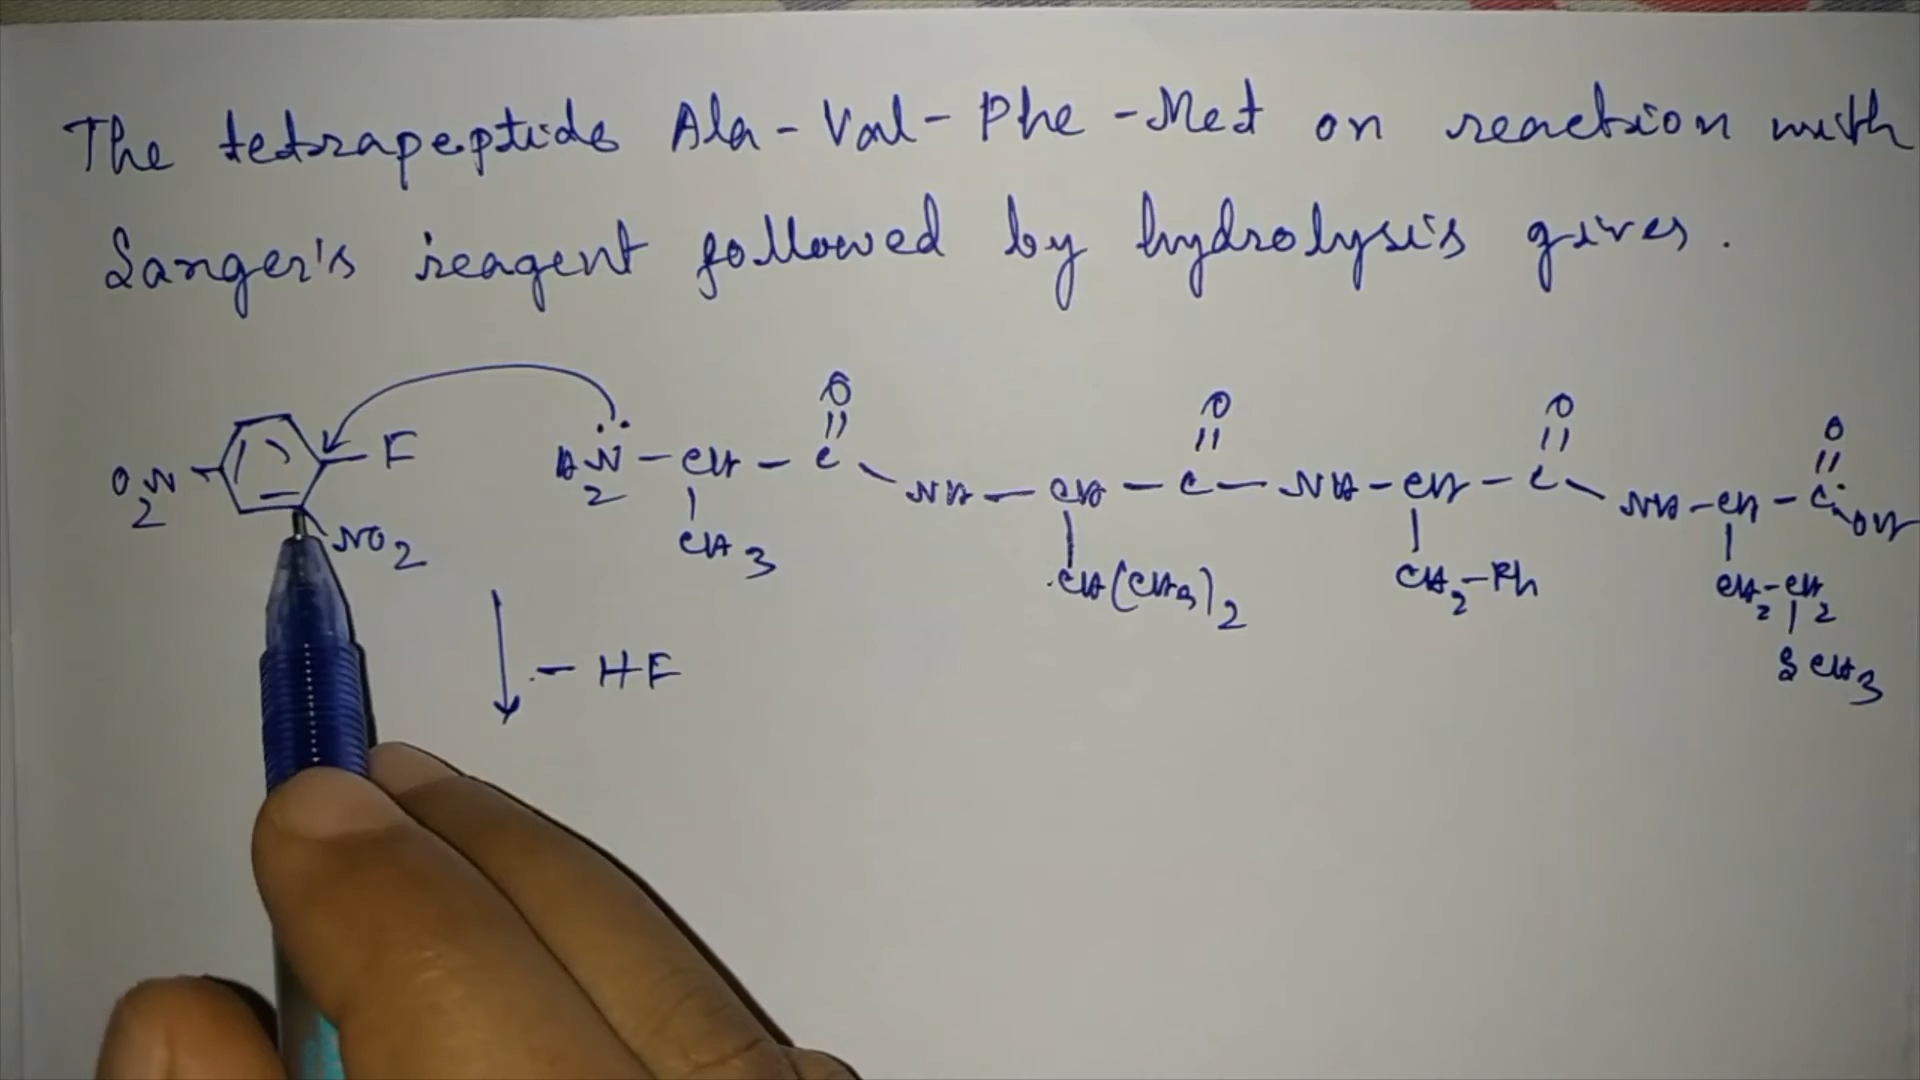 The tetrapeptide Ala - Val - Phe - Met on reaction with
Sanger's reagent followed by hydrolysis gives.
O O O O
O2N F H2N - CH - C NH - CH - C - NH - CH - C NH - CH - C OH
NO2 CH3 CH(CH3)2 CH2 - Ph CH2 - CH2
SCH3
- HF